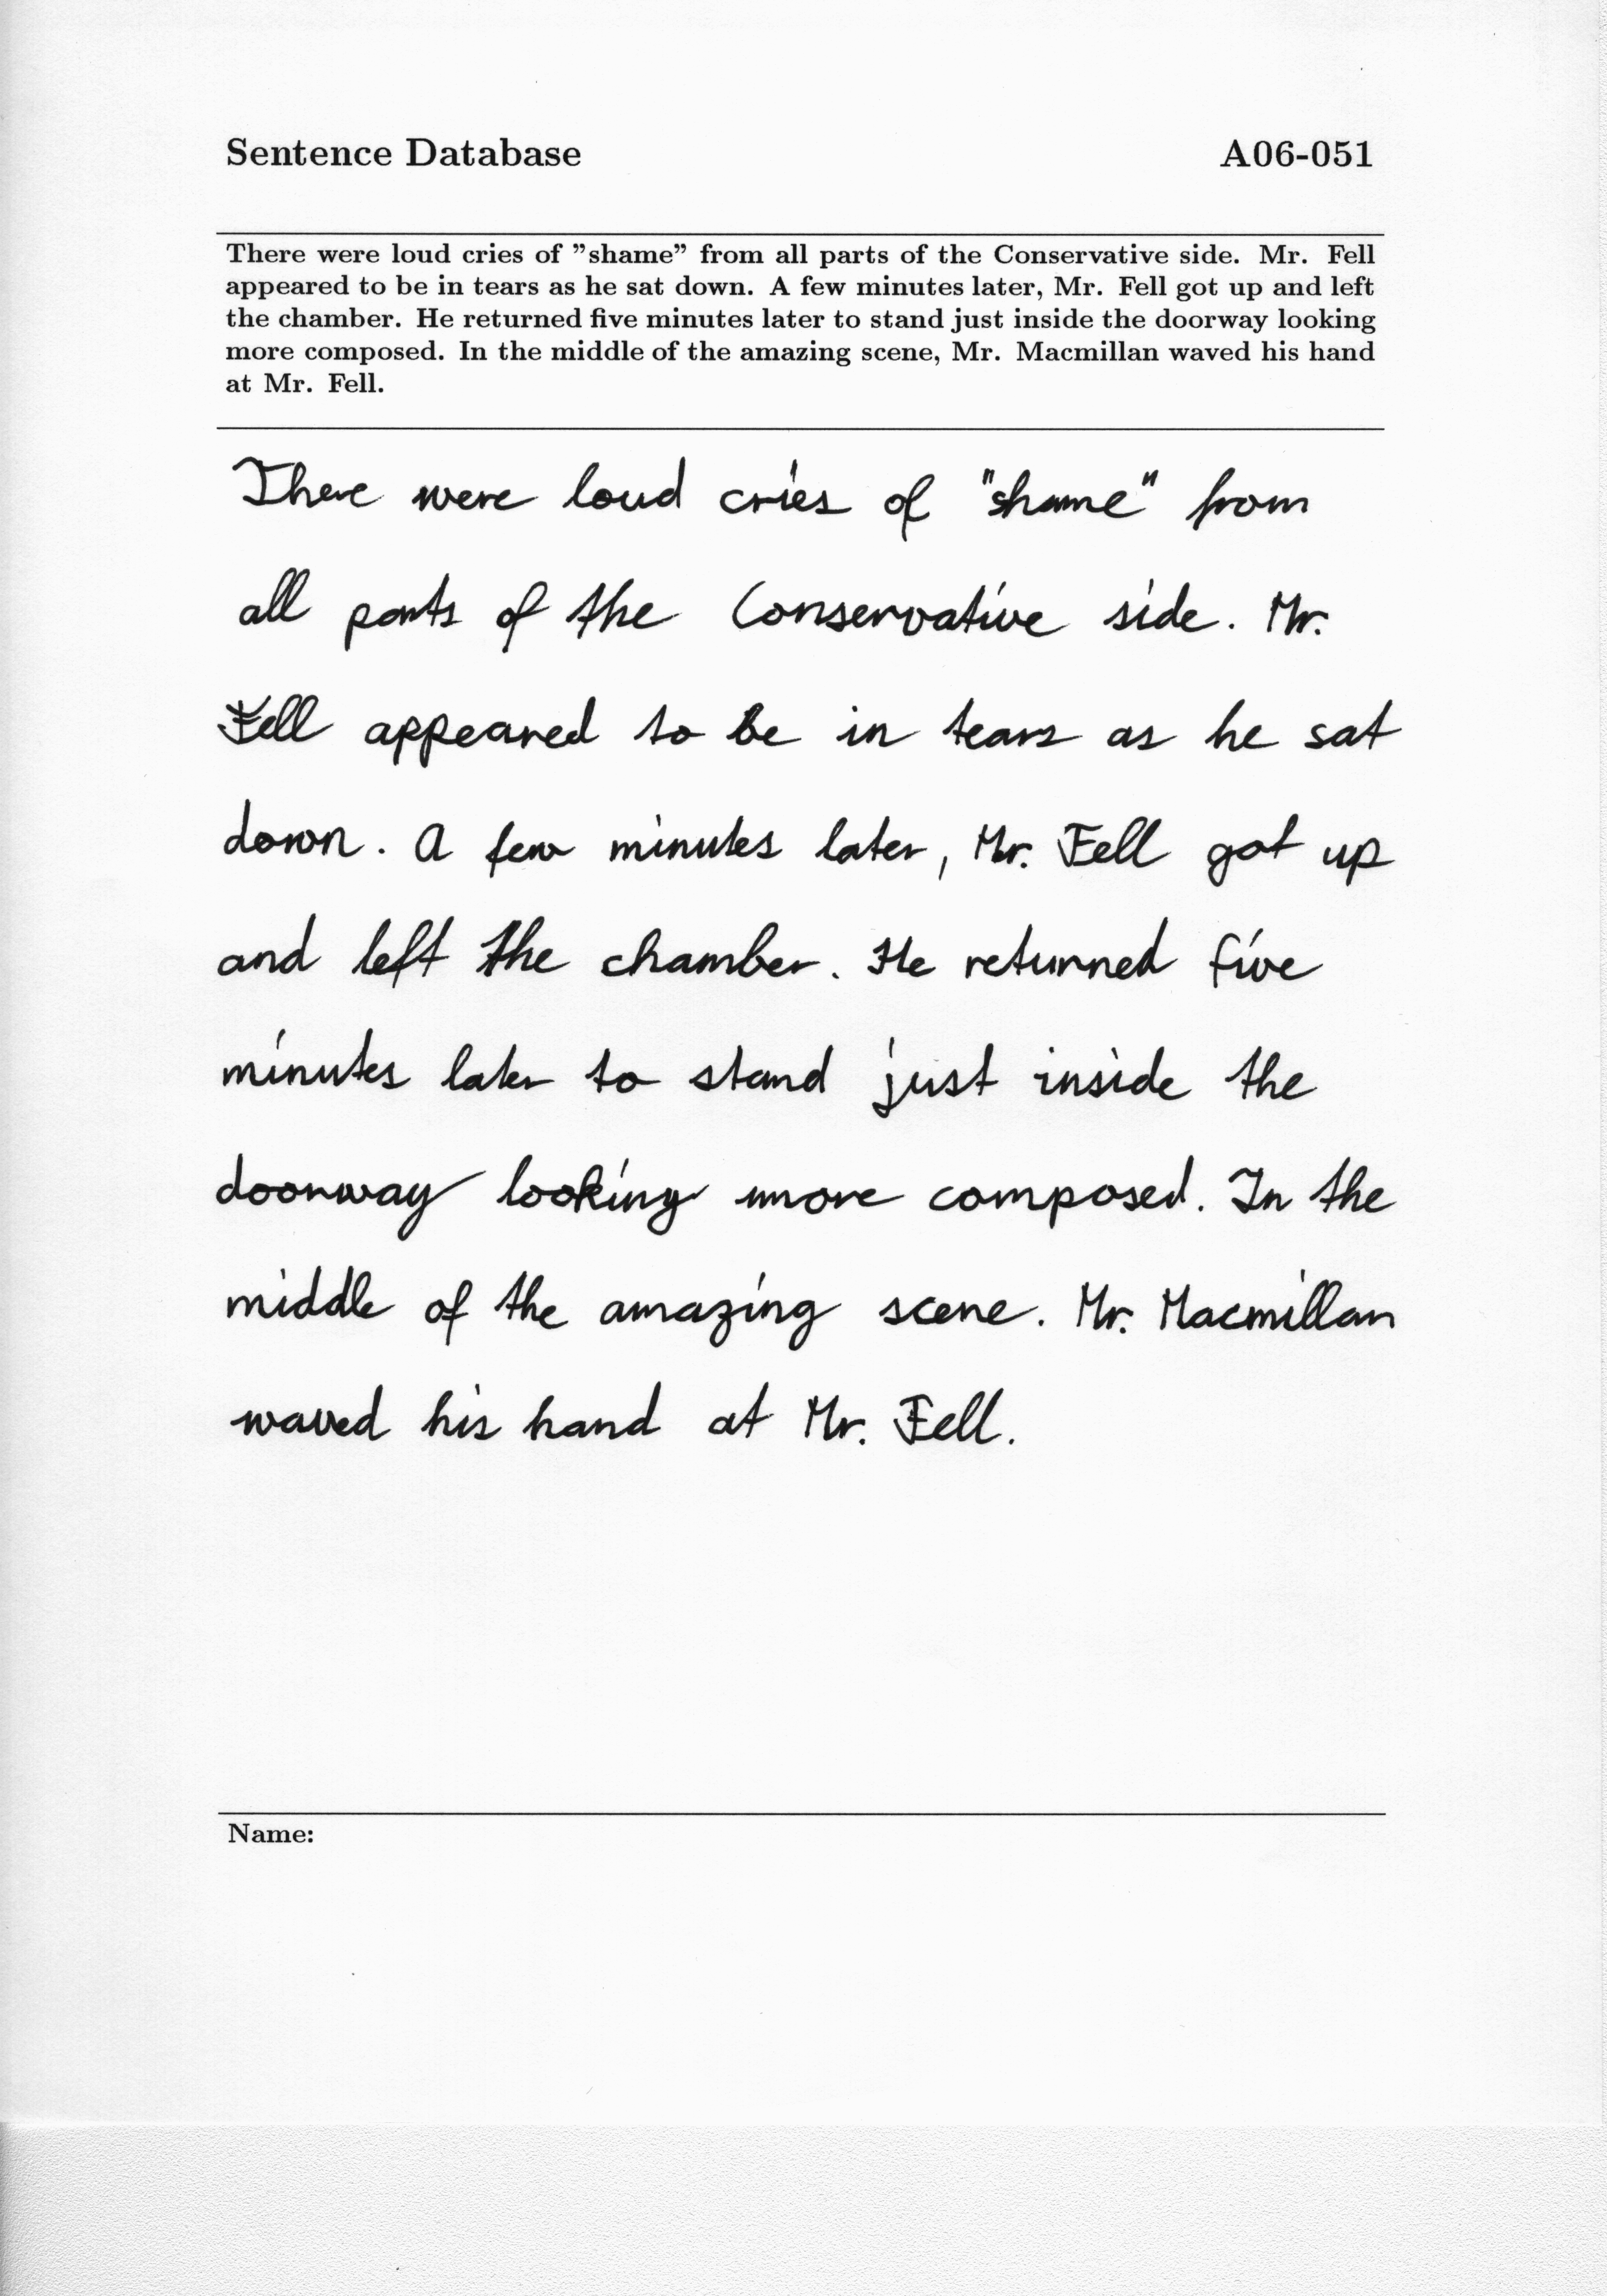 Sentence Database A06-051
There were loud cries of ”shame” from all parts of the Conservative side. Mr. Fell
appeared to be in tears as he sat down. A few minutes later, Mr. Fell got up and left
the chamber. He returned five minutes later to stand just inside the doorway looking
more composed. In the middle of the amazing scene, Mr. Macmillan waved his hand
at Mr. Fell.
There were loud cries of "shame" from
all parts of the Conservative side. Mr.
Fell appeared to be in tears as he sat
down. A few minutes later, Mr. Fell got up
and left the chamber. He returned five
minutes later to stand just inside the
doorway looking more composed. In the
middle of the amazing scene. Mr. Macmillan
waved his hand at Mr. Fell.
Name: